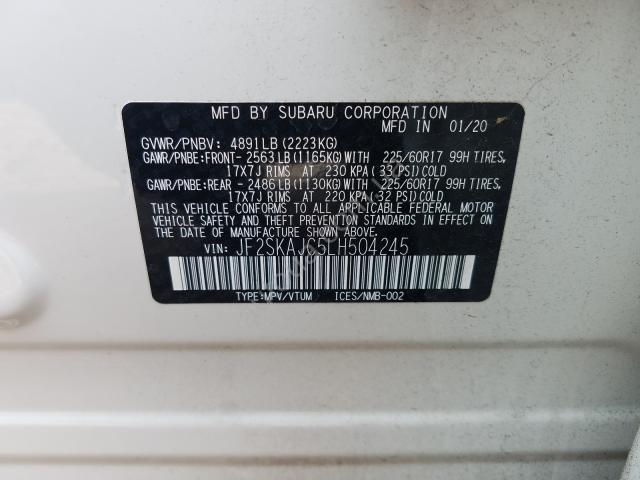 MFD BY SUBARU CORPORATION
MFD IN 01/20
GVWR/PNBV: 4891LB (2223KG)
GAWR/PNBE:FRONT- 2563LB(1165KG)WITH 225/60R17 99H TIRES,
17X7J RIMS AT 230 KPA (33 PSI)COLD
GAWR/PNBE:REAR - 2486LB(1130KG)WITH 225/60R17 99H TIRES,
17X7J RIMS AT 220 KPA (32 PSI)COLD
THIS VEHICLE CONFORMS TO ALL APPLICABLE FEDERAL MOTOR
VEHICLE SAFETY AND THEFT PREVENTION STANDARDS IN EFFECT ON
THE DATE OF MANUFACTURE SHOWN ABOVE.
VIN: JF2SKAJC5LH504245
TYPE:MPV/VTUM ICES/NMB-002